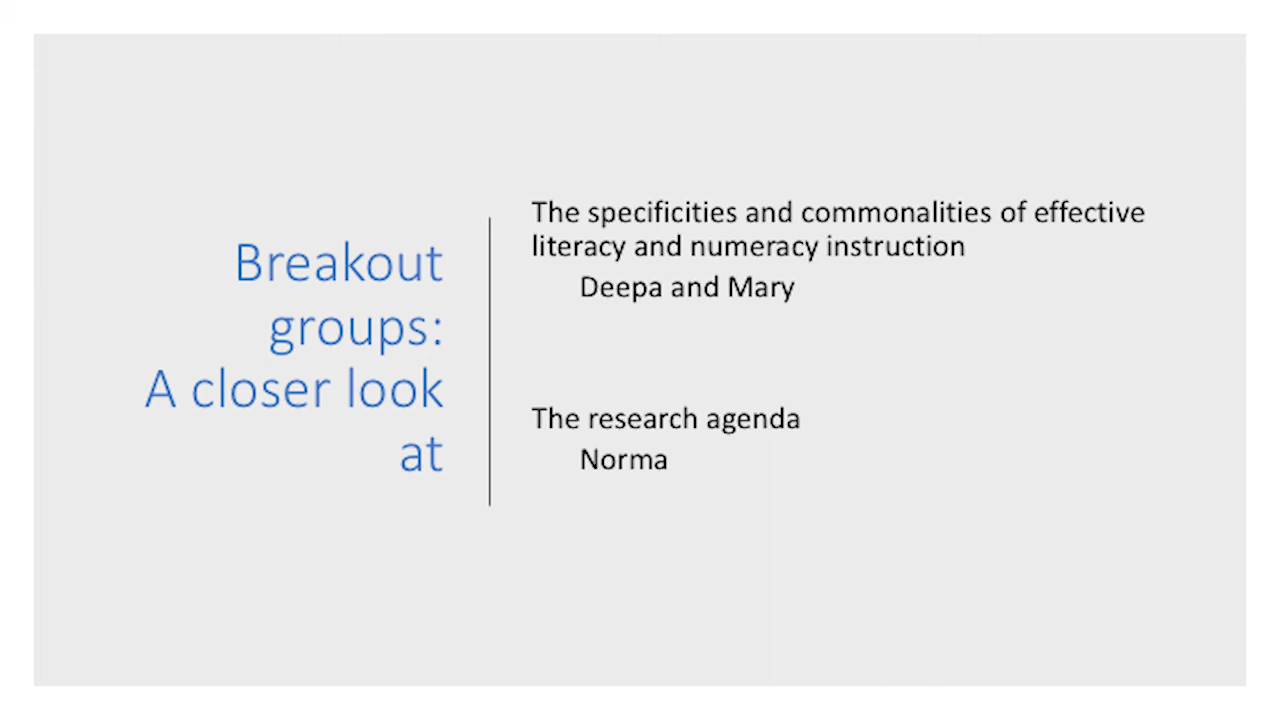 Breakout
groups:
A closer look
at
The specificities and commonalities of effective
literacy and numeracy instruction
Deepa and Mary
The research agenda
Norma